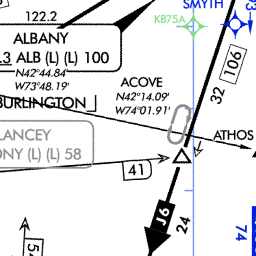 122.2
SMYTH
KB75A
ALBANY
.3 ALB (L) (L) 100
N42°44.84'
W73°48.19'
BURLINGTON
ACOVE
N42°14.09'
W74°01.91'
106
32
ATHOS
LANCEY
ONY (L) (L) 58
41
J6
24
74